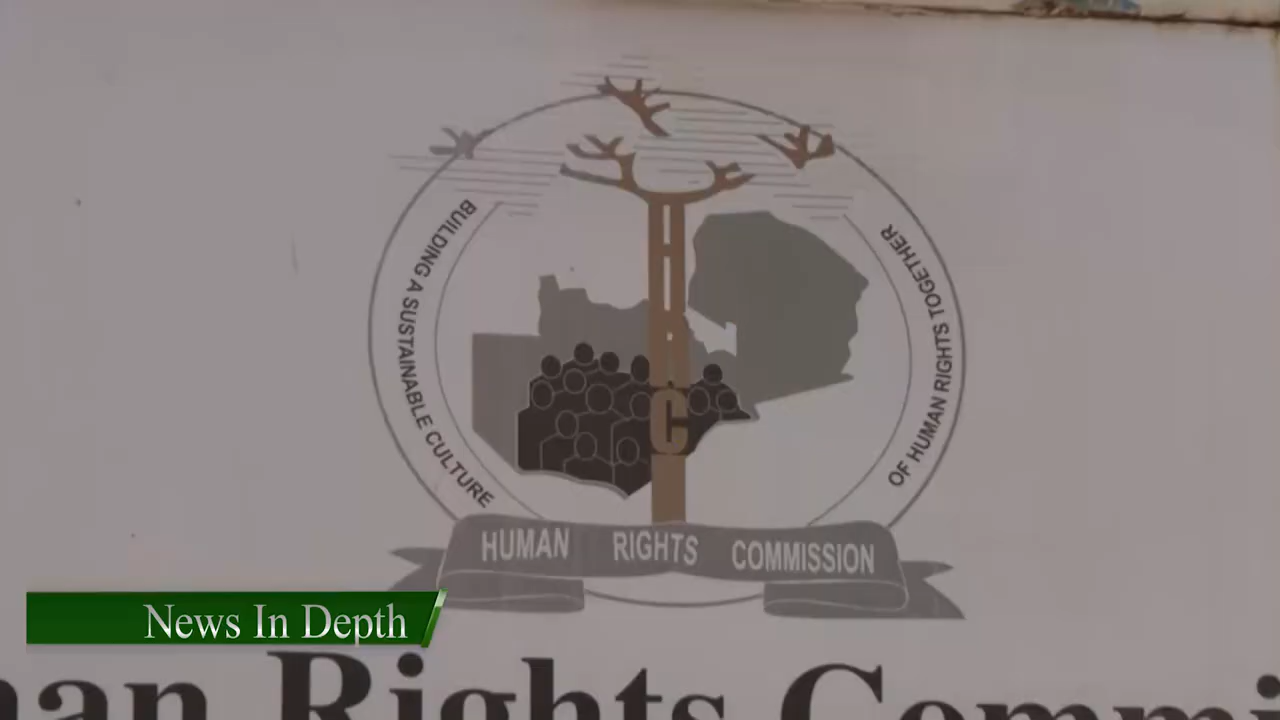 BUILDING A SUSTAINABLE CULTURE
OF HUMAN RIGHTS TOGETHER
HRC
HUMAN RIGHTS COMMISSION
News In Depth
Rights